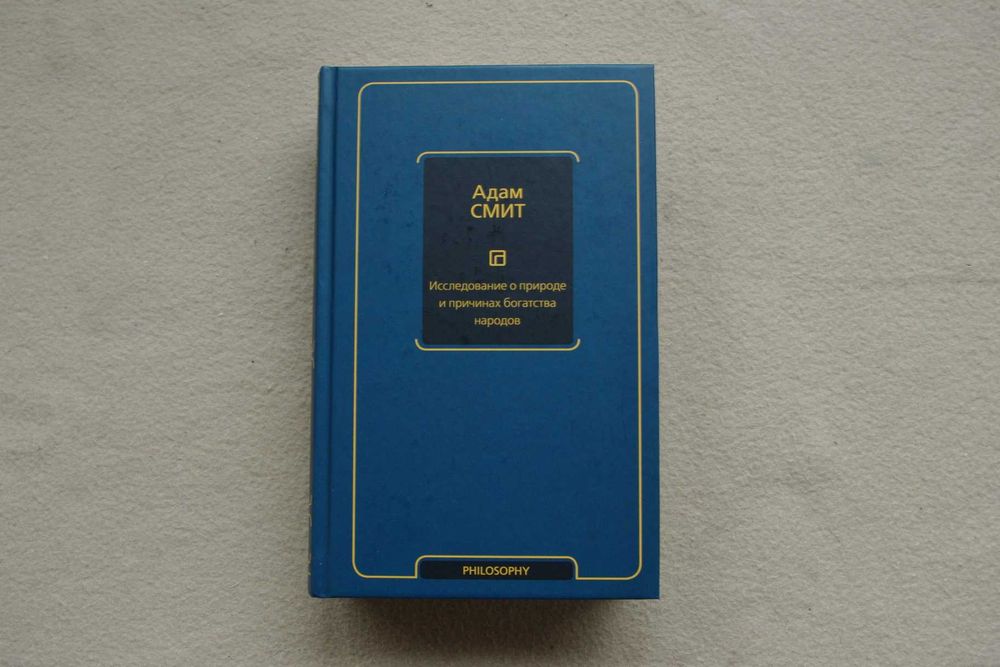 Адам
СМИТ
Исследование о природе
и причинах богатства
народов
PHILOSOPHY